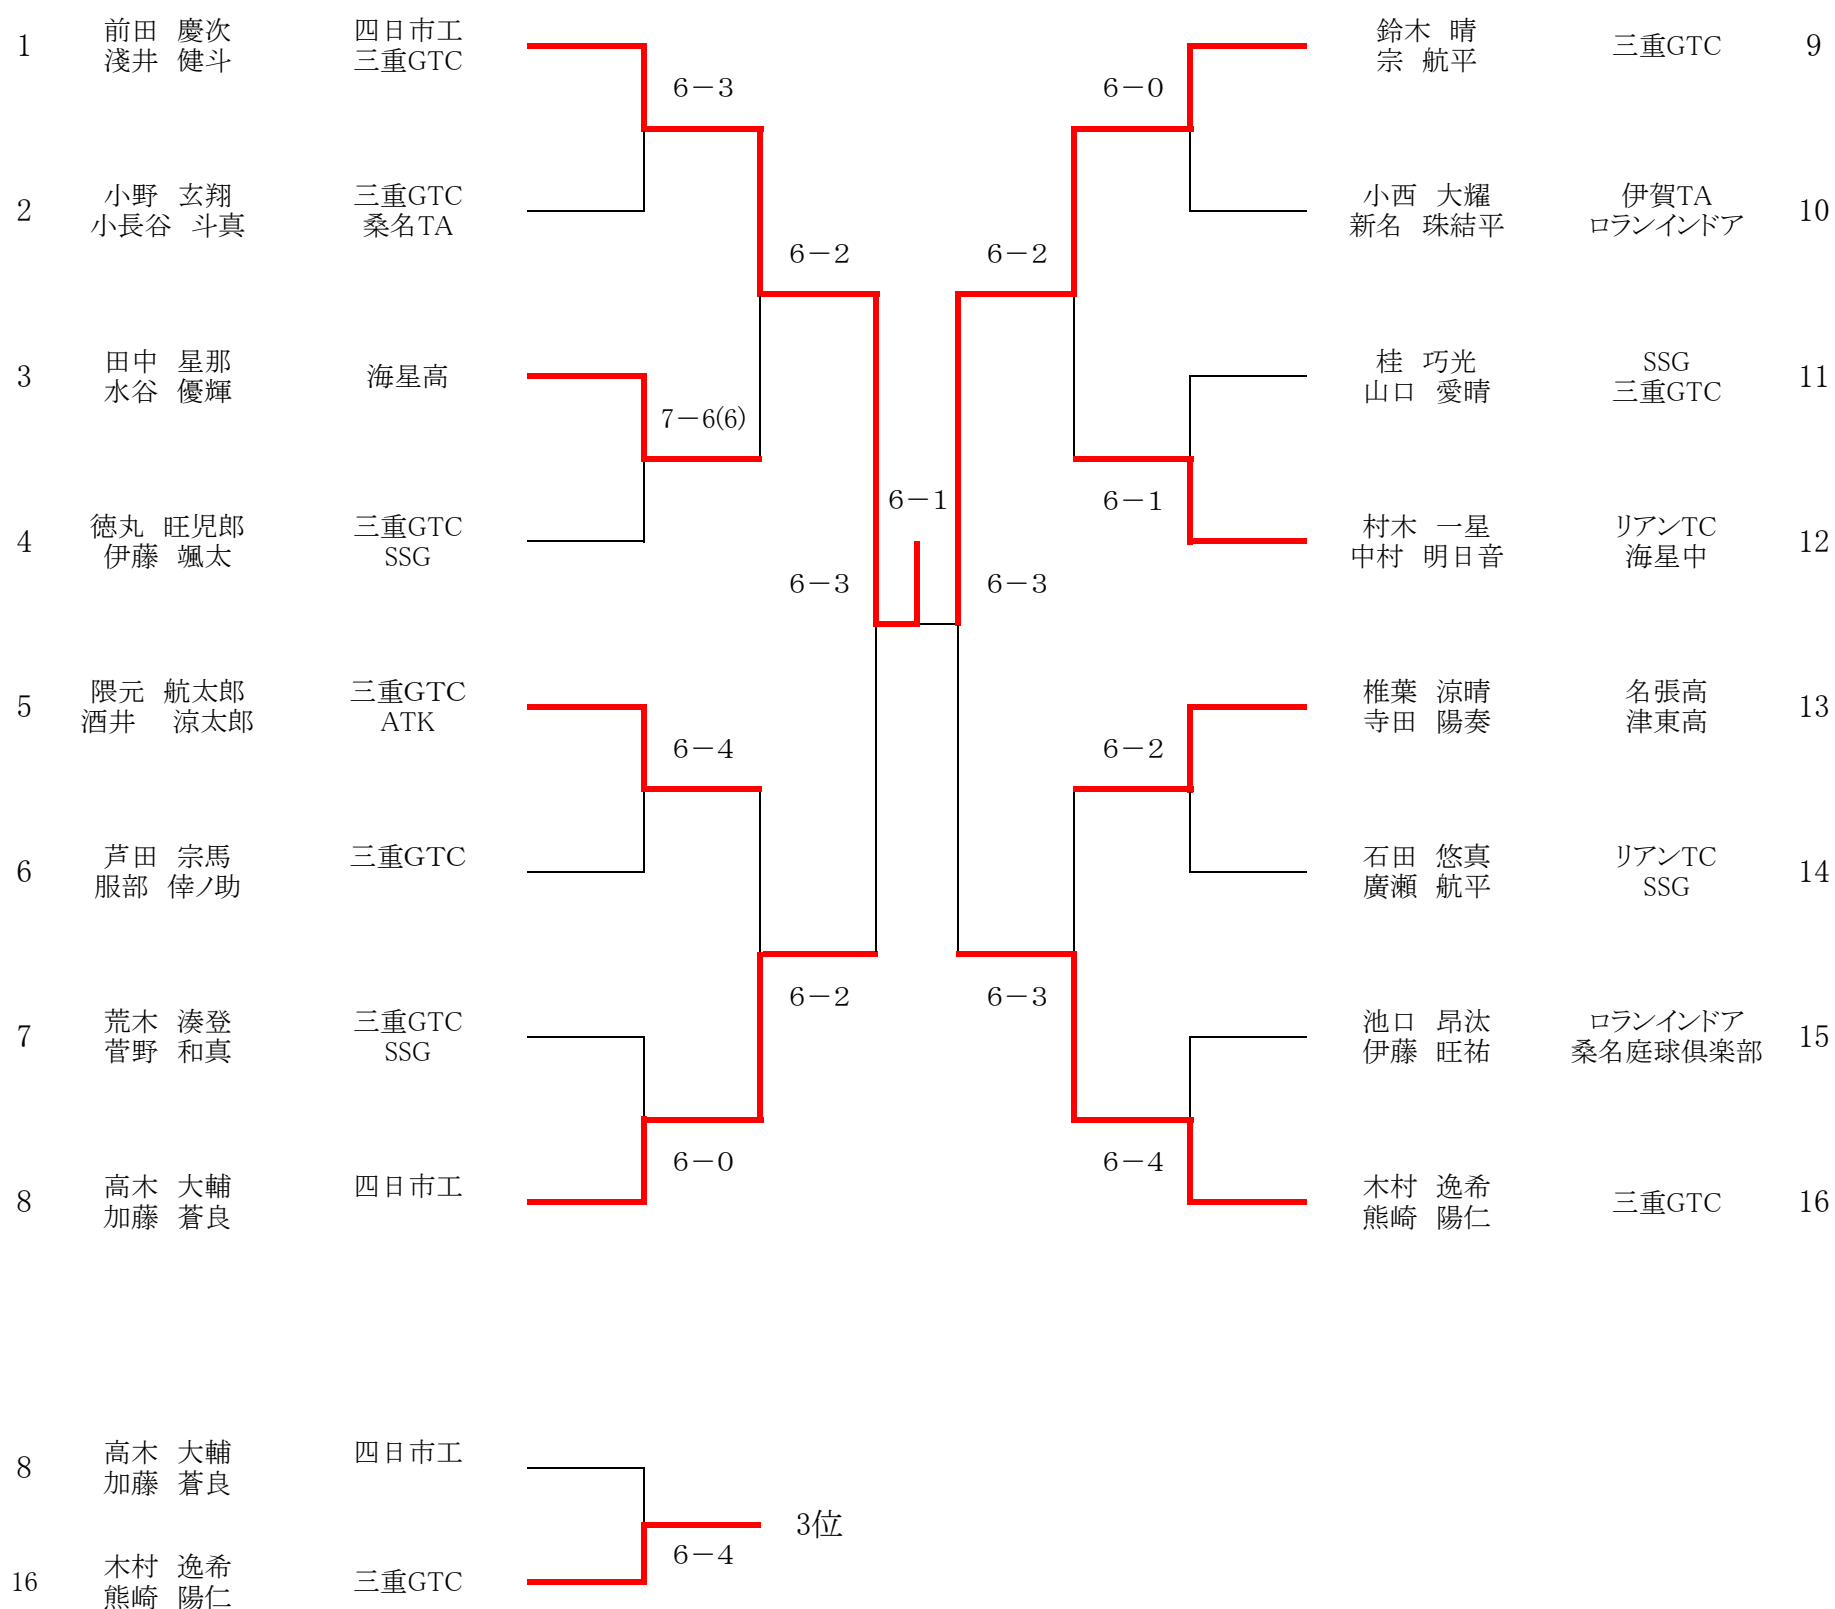 1 前田　慶次 四日市工
淺井　健斗 三重GTC
鈴木　晴
宗　航平 三重GTC 9
6－3 6－0
2 小野　玄翔 三重GTC
小長谷　斗真 桑名TA
小西　大耀 伊賀TA 10
新名　珠結平 ロランインドア
6－2 6－2
3 田中　星那
水谷　優輝 海星高
桂　巧光 SSG 11
山口　愛晴 三重GTC
7－6(6)
6－1 6－1
4 徳丸　旺児郎 三重GTC
伊藤　颯太 SSG
村木　一星 リアンTC 12
中村　明日音 海星中
6－3 6－3
5 隈元　航太郎 三重GTC
酒井　涼太郎 ATK
椎葉　涼晴 名張高 13
寺田　陽奏 津東高
6－4 6－2
6 芦田　宗馬 三重GTC
服部　倖ノ助
石田　悠真 リアンTC 14
廣瀬　航平 SSG
6－2 6－3
7 荒木　湊登 三重GTC
菅野　和真 SSG
池口　昂汰 ロランインドア 15
伊藤　旺祐 桑名庭球倶楽部
6－0 6－4
8 高木　大輔 四日市工
加藤　蒼良
木村　逸希
熊崎　陽仁 三重GTC 16
8 高木　大輔 四日市工
加藤　蒼良
3位
6－4
16 木村　逸希
熊崎　陽仁 三重GTC